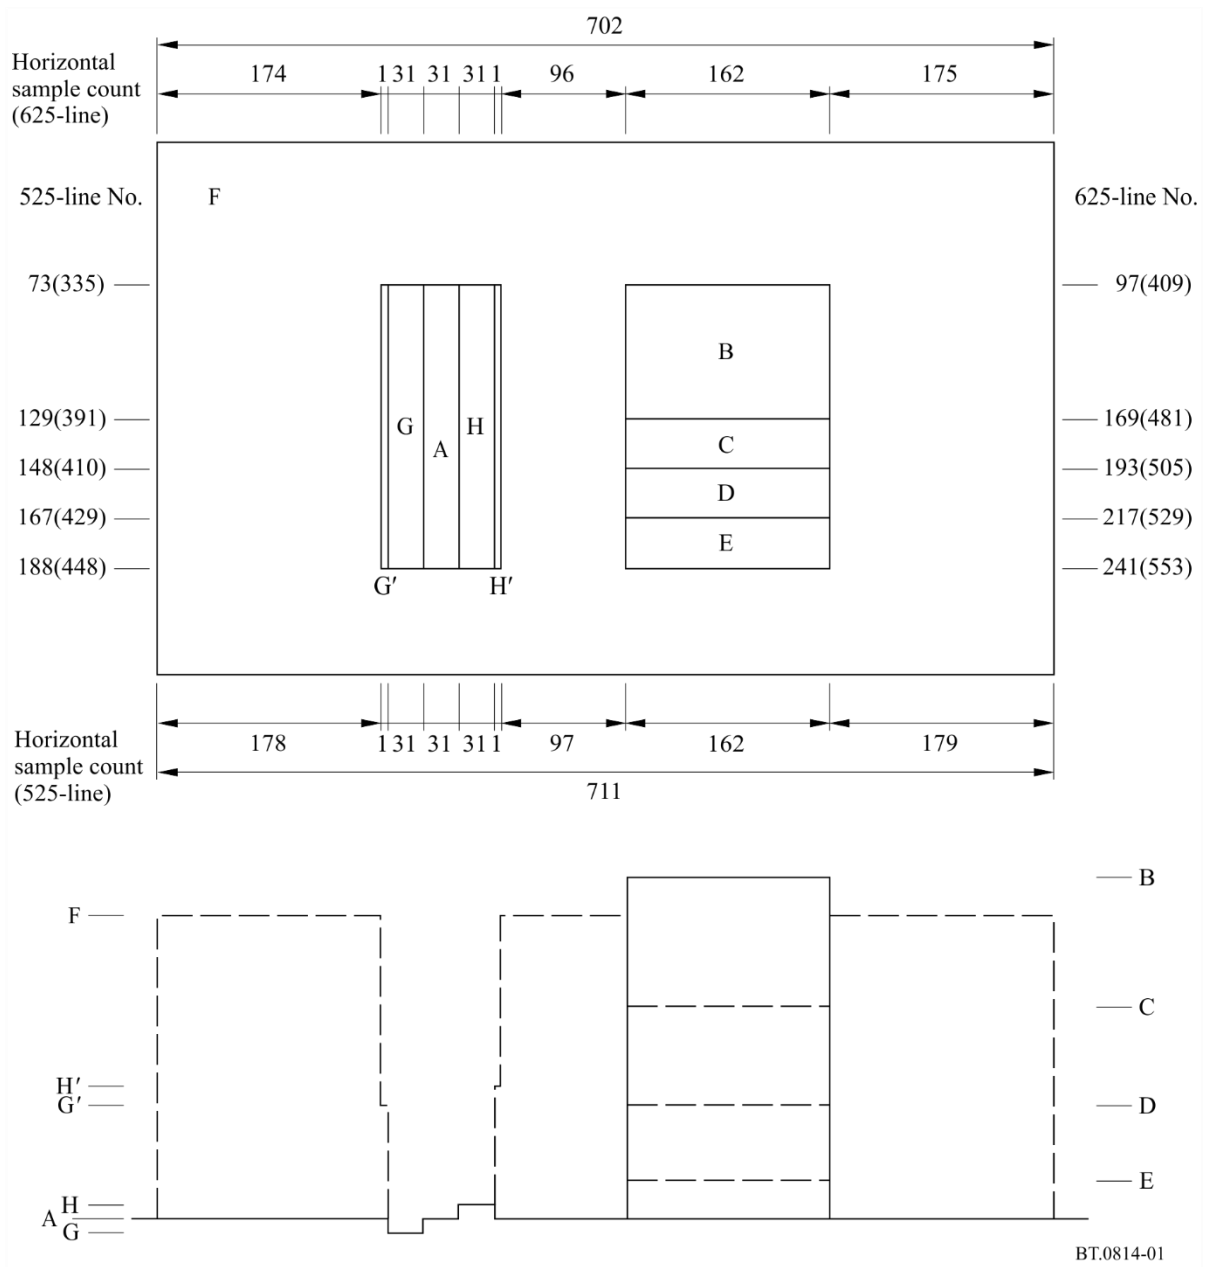 702
Horizontal
sample count
(625-line)
174 1 31 31 31 1 96 162 175
525-line No. F 625-line No.
73(335) 97(409)
B
129(391) 169(481)
G A H C
148(410) 193(505)
D
167(429) 217(529)
E
188(448) 241(553)
G′ H′
Horizontal
sample count
(525-line)
178 1 31 31 31 1 97 162 179
711
B
F
C
H′
G′ D
E
H
A
G
BT.0814-01